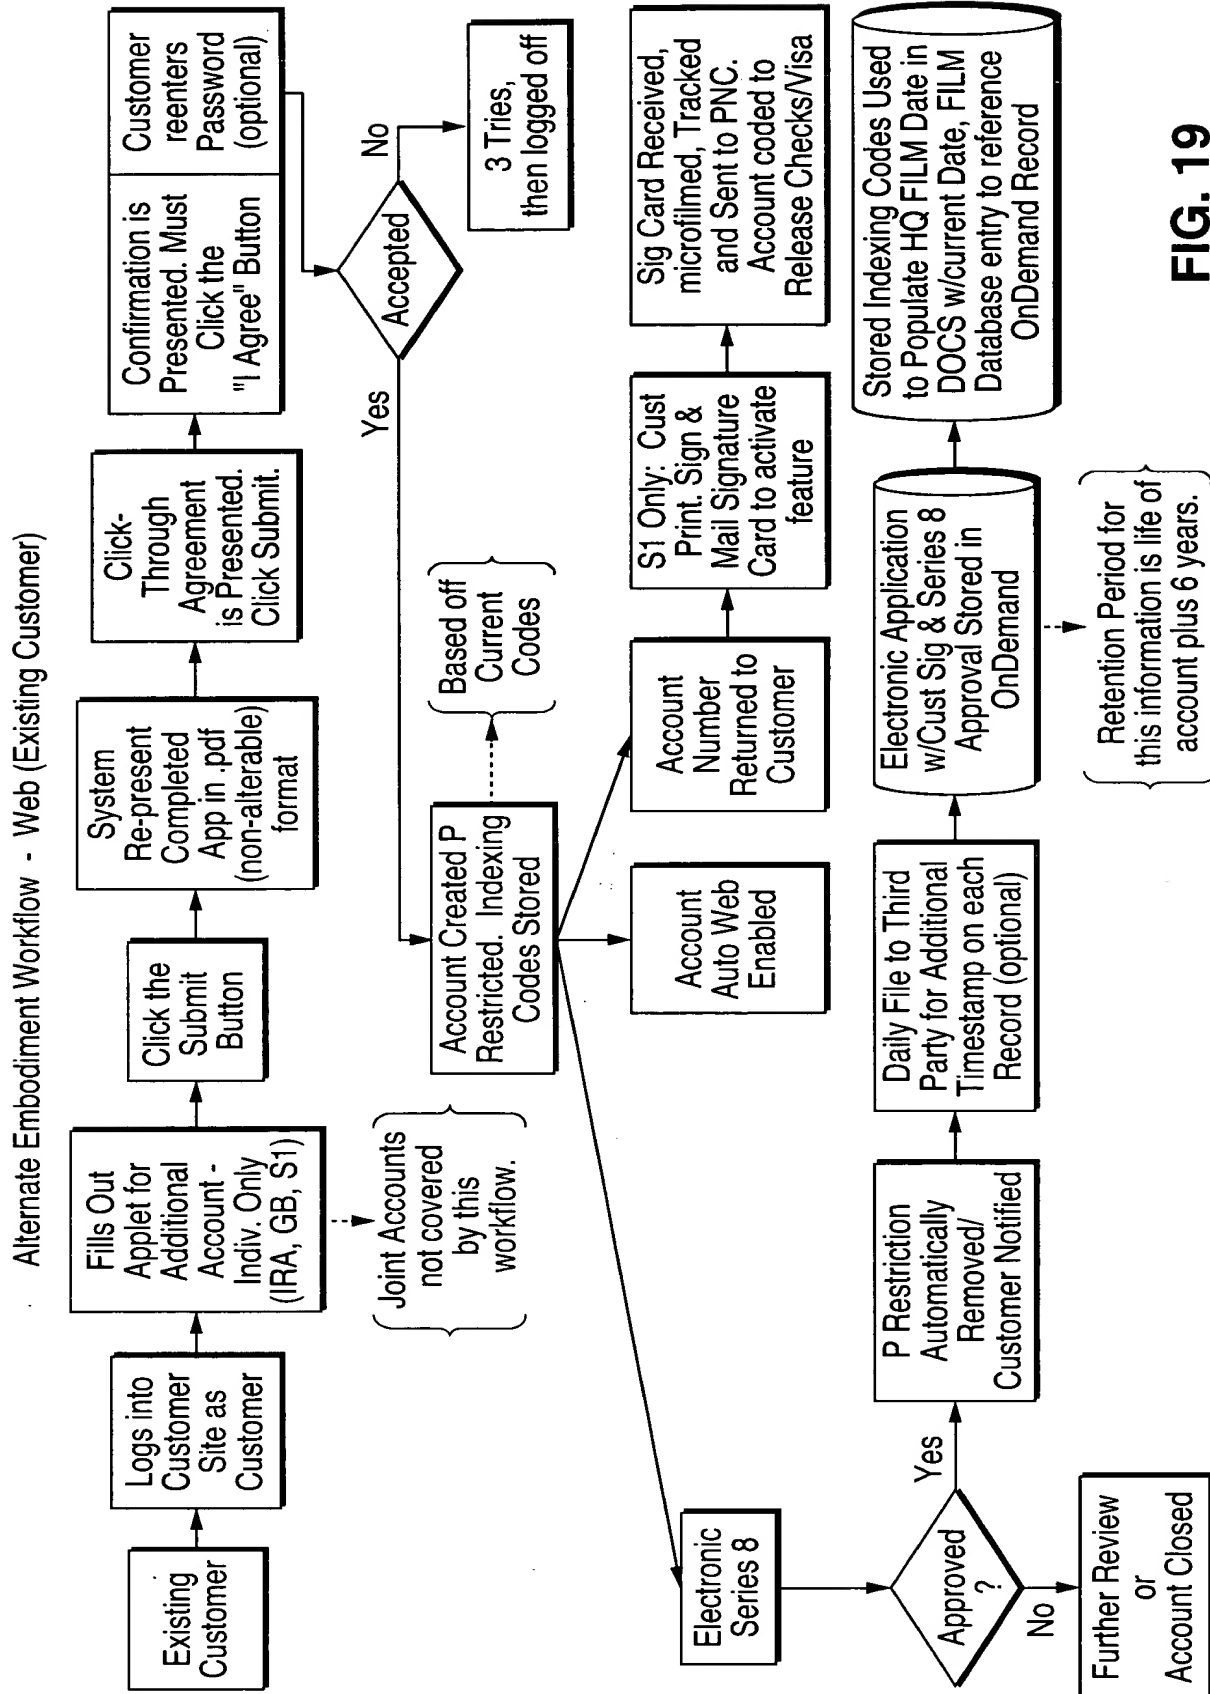 Alternate Embodiment Workflow - Web (Existing Customer)
Existing
Customer
Logs into
Customer
Site as
Customer
Fills Out
Applet for
Additional
Account -
Indiv. Only
(IRA, GB, S1)
Joint Accounts
not covered
by this
workflow.
Click the
Submit
Button
System
Re-present
Completed
App in .pdf
(non-alterable)
format
Click-
Through
Agreement
is Presented.
Click Submit.
Confirmation is
Presented. Must
Click the
"I Agree" Button
Customer
reenters
Password
(optional)
Accepted
No
3 Tries,
then logged off
Yes
Account Created P
Restricted. Indexing
Codes Stored
Based off
Current
Codes
Electronic
Series 8
Account
Auto Web
Enabled
Account
Number
Returned to
Customer
S1 Only: Cust
Print. Sign &
Mail Signature
Card to activate
feature
Sig Card Received,
microfilmed, Tracked
and Sent to PNC.
Account coded to
Release Checks/Visa
Approved
?
No
Further Review
or
Account Closed
Yes
P Restriction
Automatically
Removed/
Customer Notified
Daily File to Third
Party for Additional
Timestamp on each
Record (optional)
Electronic Application
w/Cust Sig & Series 8
Approval Stored in
OnDemand
Retention Period for
this information is life of
account plus 6 years.
Stored Indexing Codes Used
to Populate HQ FILM Date in
DOCS w/current Date, FILM
Database entry to reference
OnDemand Record
FIG. 19